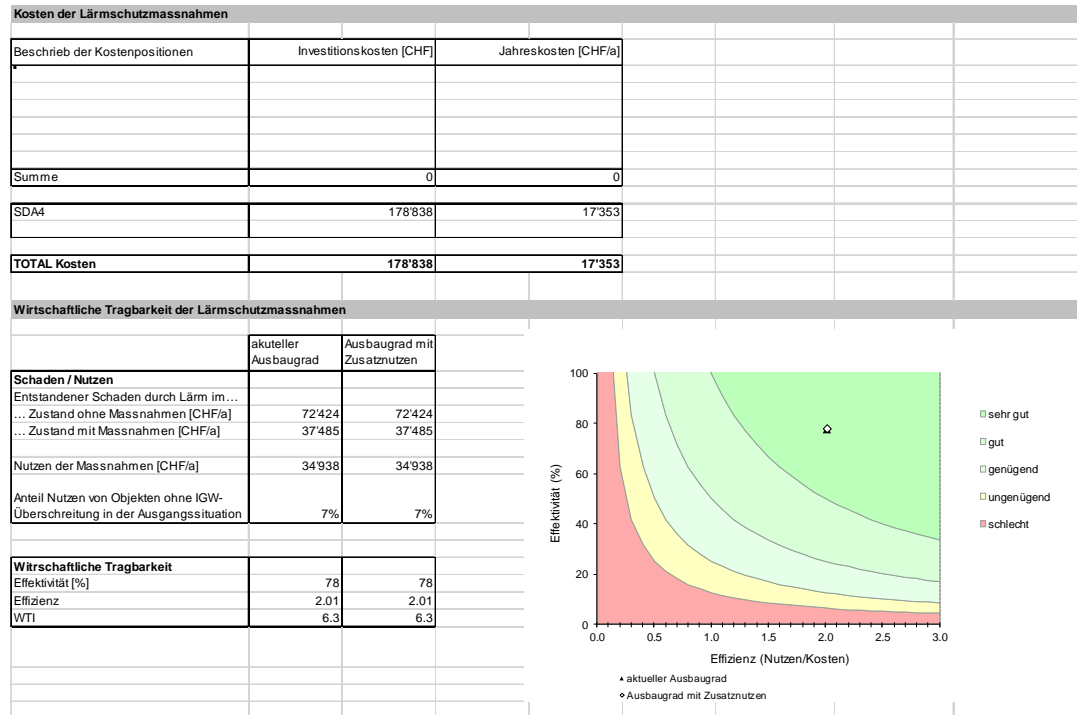 Kosten der Lärmschutzmassnahmen
Beschrieb der Kostenpositionen Investitionskosten [CHF] Jahreskosten [CHF/a]
Summe 0 0
SDA4 178'838 17'353
TOTAL Kosten 178'838 17'353
Wirtschaftliche Tragbarkeit der Lärmschutzmassnahmen
akuteller Ausbaugrad mit
Ausbaugrad Zusatznutzen
Schaden / Nutzen
Entstandener Schaden durch Lärm im...
... Zustand ohne Massnahmen [CHF/a] 72'424 72'424
... Zustand mit Massnahmen [CHF/a] 37'485 37'485
Nutzen der Massnahmen [CHF/a] 34'938 34'938
Anteil Nutzen von Objekten ohne IGW-
Überschreitung in der Ausgangssituation 7% 7%
Witrschaftliche Tragbarkeit
Effektivität [%] 78 78
Effizienz 2.01 2.01
WTI 6.3 6.3
Effektivität (%)
100
80
60
40
20
0
0.0 0.5 1.0 1.5 2.0 2.5 3.0
Effizienz (Nutzen/Kosten)
aktueller Ausbaugrad
Ausbaugrad mit Zusatznutzen
sehr gut
gut
genügend
ungenügend
schlecht